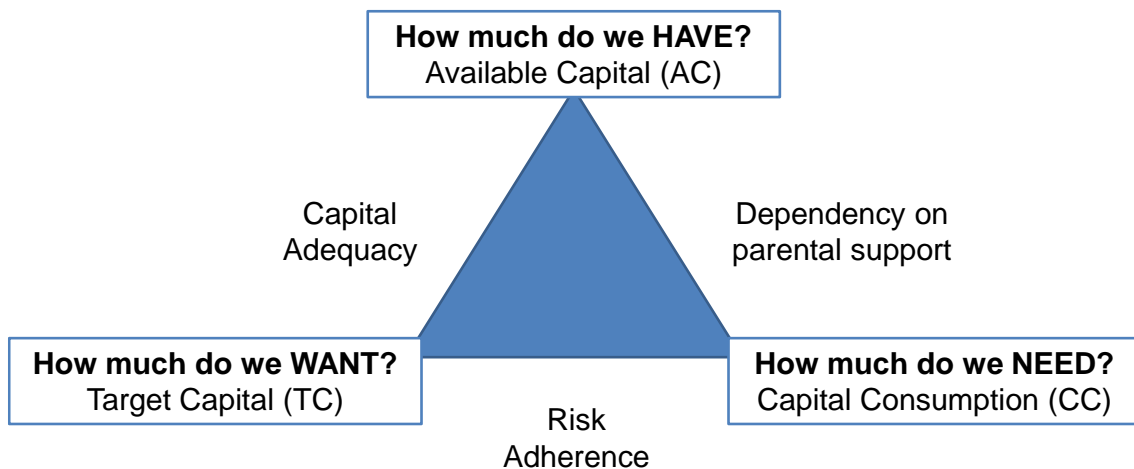 How much do we HAVE?
Available Capital (AC)
Capital
Adequacy
Dependency on
parental support
How much do we WANT?
Target Capital (TC)
How much do we NEED?
Capital Consumption (CC)
Risk
Adherence